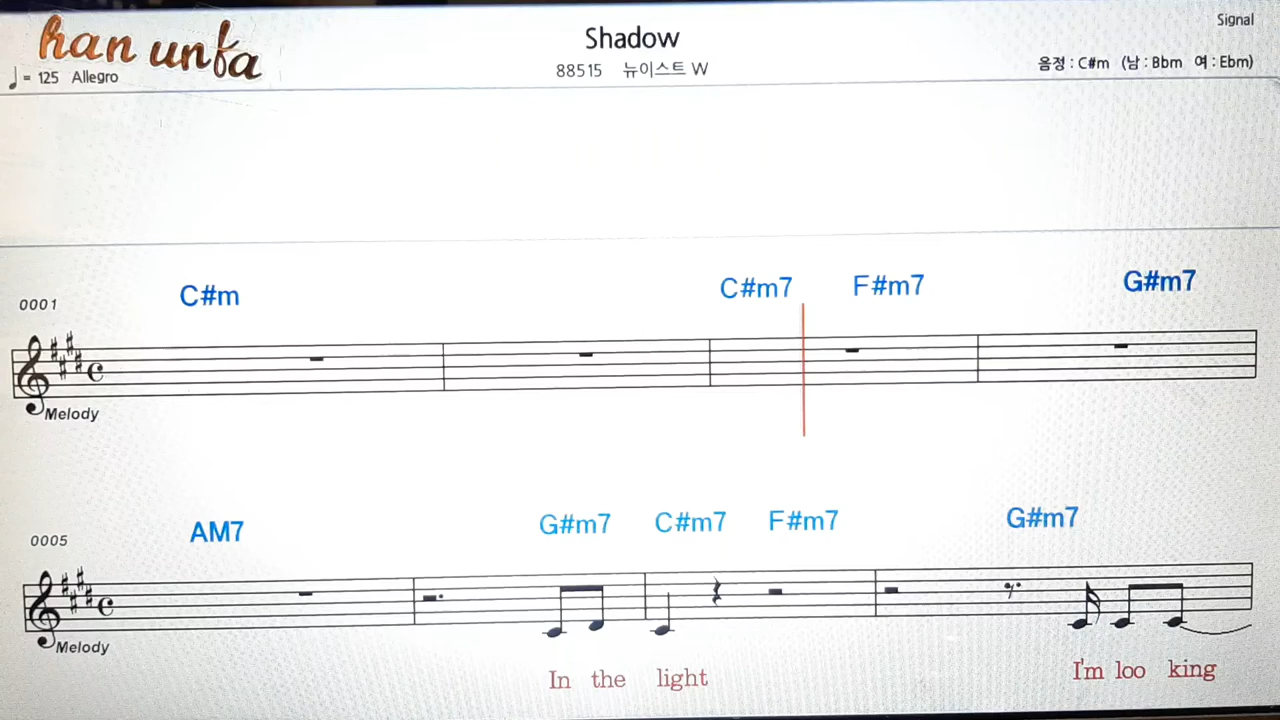 han unfa
Shadow
Signal
♩ = 125 Allegro
88515 뉴이스트 W
음정 : C#m (남 : Bbm 여 : Ebm)
0001
C#m C#m7 F#m7 G#m7
Melody
0005
AM7 G#m7 C#m7 F#m7 G#m7
Melody
In the light I'm loo king